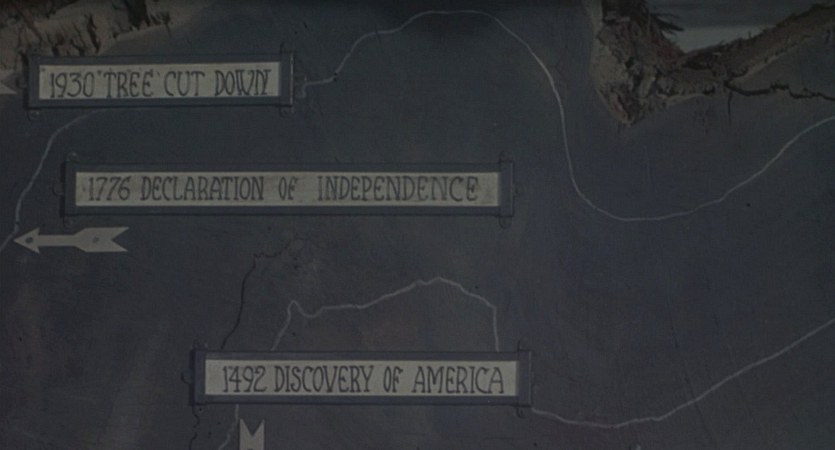 1930 TREE CUT DOWN
1776 DECLARATION OF INDEPENDENCE
1492 DISCOVERY OF AMERICA